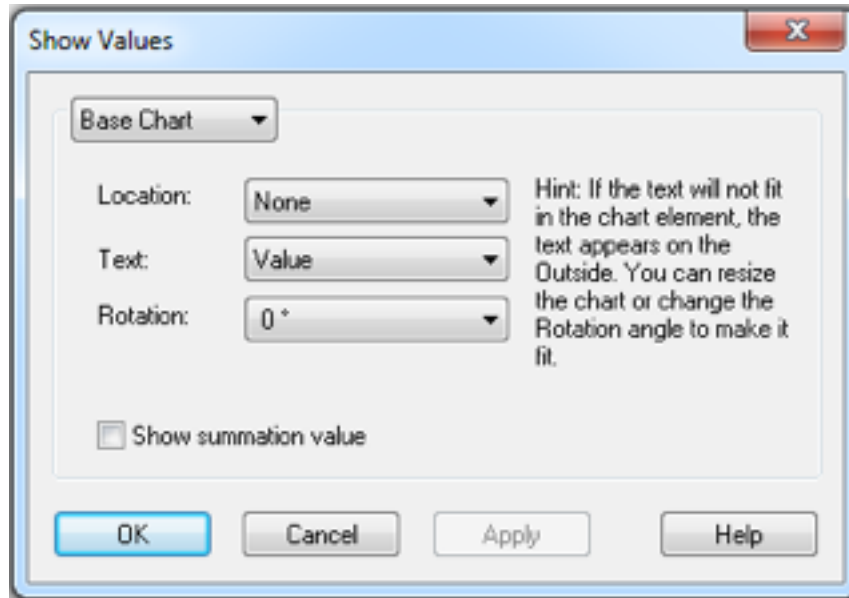 Show Values
Base Chart
Location: None
Text: Value
Rotation: 0 °
Hint: If the text will not fit
in the chart element, the
text appears on the
Outside. You can resize
the chart or change the
Rotation angle to make it
fit.
Show summation value
OK Cancel Apply Help